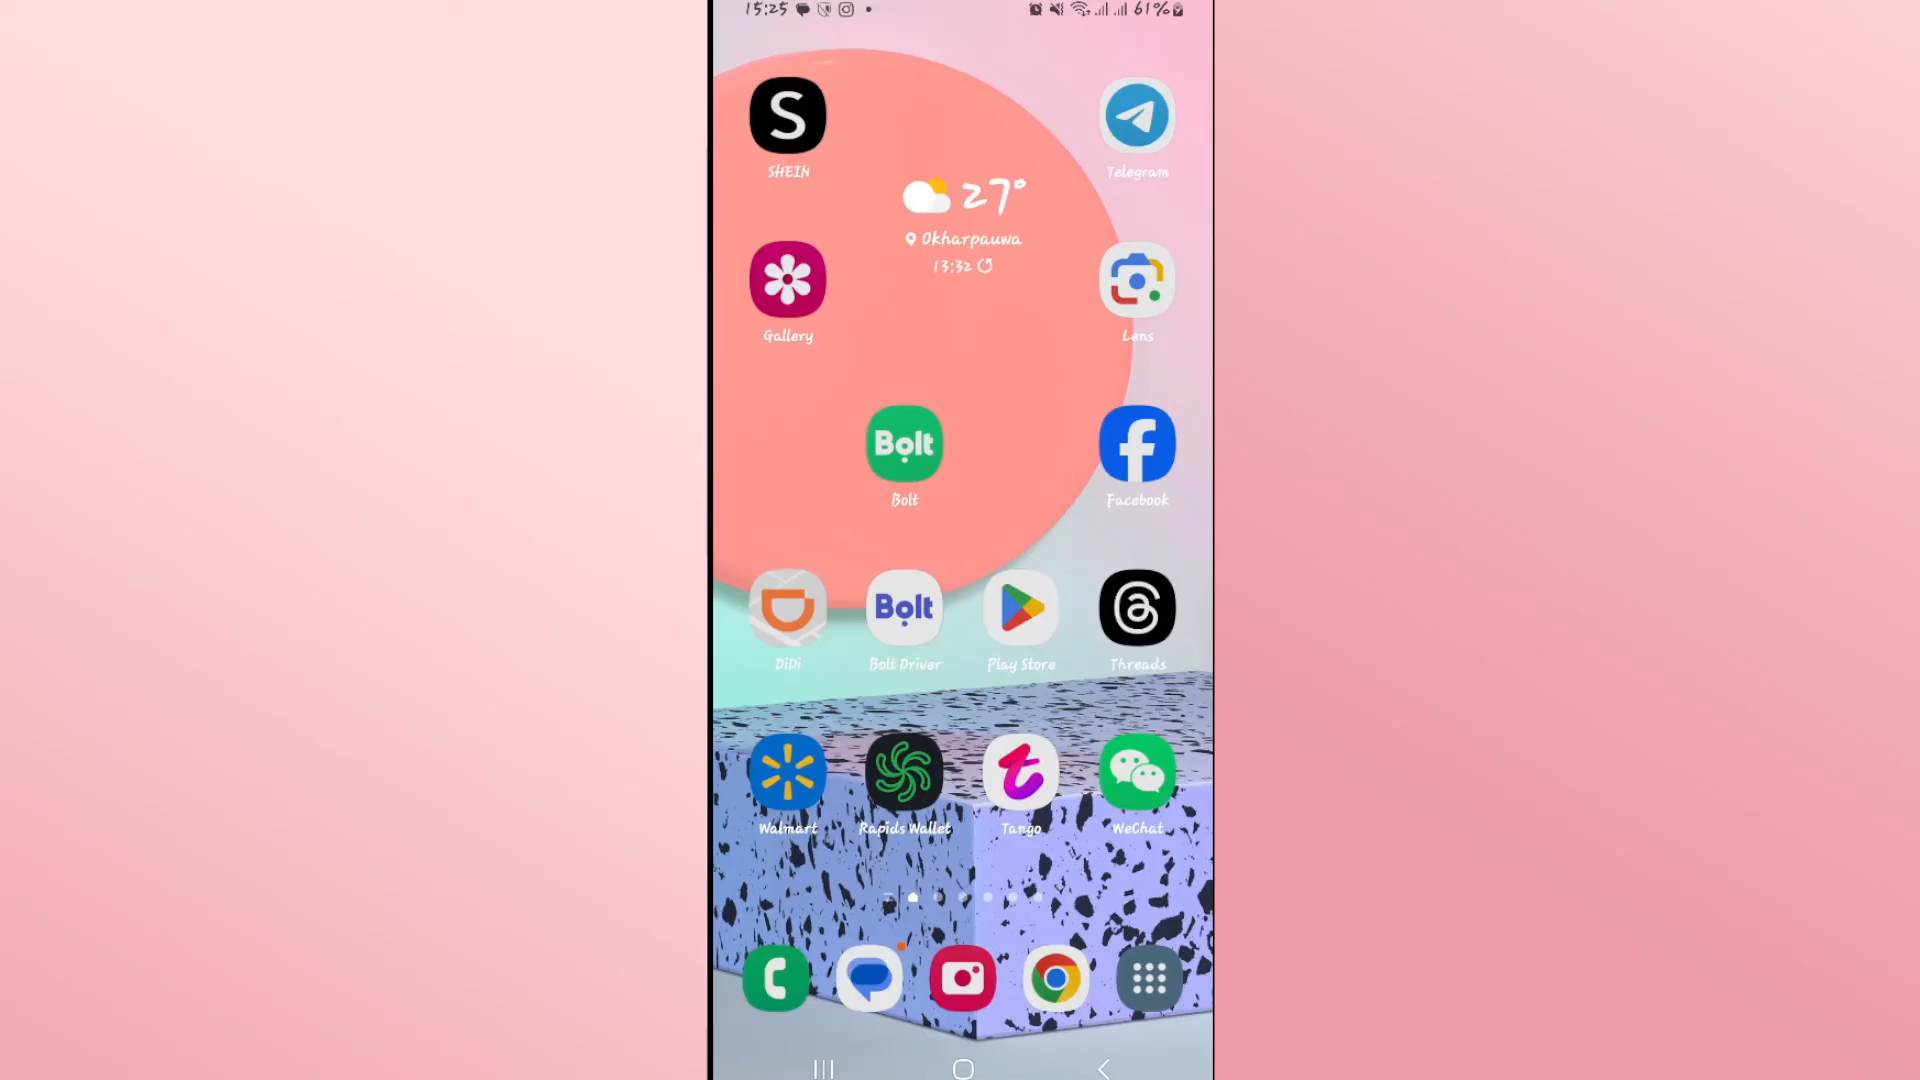 15:25
61%
S
SHEIN
Telegram
27°
Okharpauwa
13:32
Gallery
Lens
Bolt
Bolt
Facebook
Bolt
DiDi
Bolt Driver
Play Store
Threads
Walmart
Rapids Wallet
Tango
WeChat